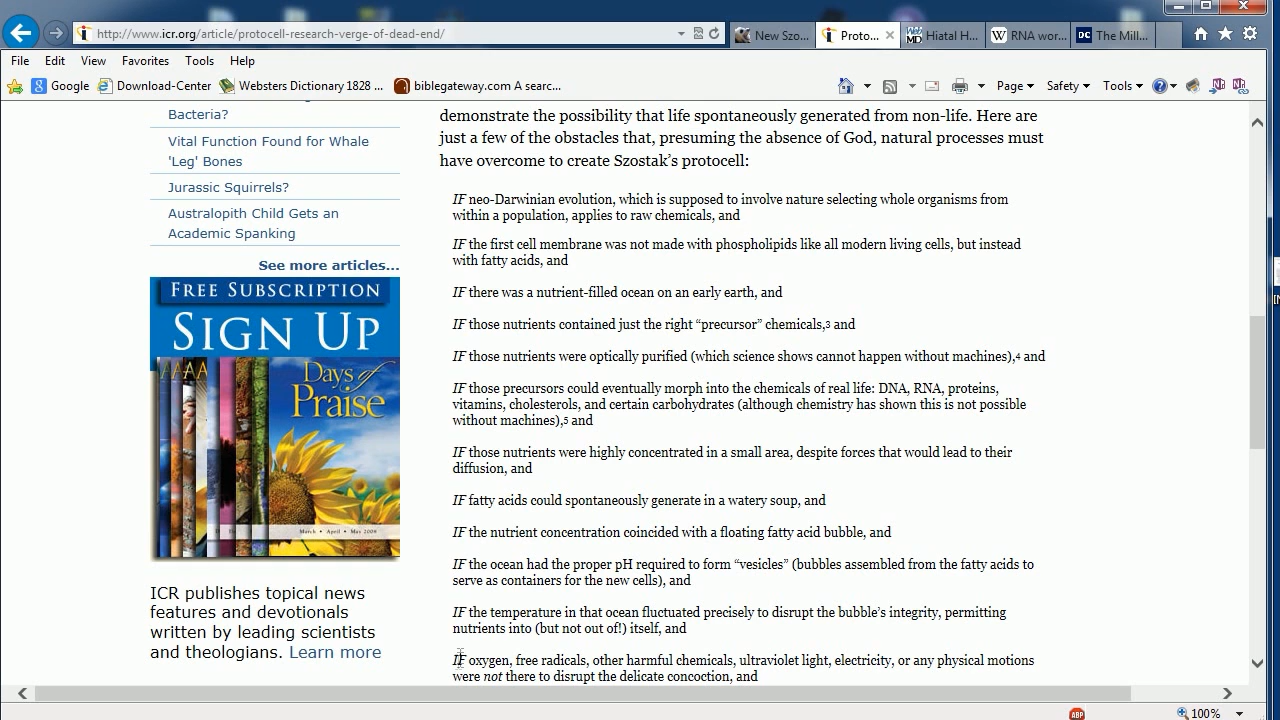 http://www.icr.org/article/protocell-research-verge-of-dead-end/
New Szo...
Proto...
Hiatal H...
W RNA wor...
DC The Mill...
File Edit View Favorites Tools Help
Google Download-Center Websters Dictionary 1828 ... biblegateway.com A searc...
Page Safety Tools
Bacteria?
Vital Function Found for Whale
'Leg' Bones
Jurassic Squirrels?
Australopith Child Gets an
Academic Spanking
See more articles...
FREE SUBSCRIPTION
SIGN UP
Days of
Praise
March • April • May 2009
ICR publishes topical news
features and devotionals
written by leading scientists
and theologians. Learn more
demonstrate the possibility that life spontaneously generated from non-life. Here are
just a few of the obstacles that, presuming the absence of God, natural processes must
have overcome to create Szostak’s protocell:
IF neo-Darwinian evolution, which is supposed to involve nature selecting whole organisms from
within a population, applies to raw chemicals, and
IF the first cell membrane was not made with phospholipids like all modern living cells, but instead
with fatty acids, and
IF there was a nutrient-filled ocean on an early earth, and
IF those nutrients contained just the right “precursor” chemicals,3 and
IF those nutrients were optically purified (which science shows cannot happen without machines),4 and
IF those precursors could eventually morph into the chemicals of real life: DNA, RNA, proteins,
vitamins, cholesterols, and certain carbohydrates (although chemistry has shown this is not possible
without machines),5 and
IF those nutrients were highly concentrated in a small area, despite forces that would lead to their
diffusion, and
IF fatty acids could spontaneously generate in a watery soup, and
IF the nutrient concentration coincided with a floating fatty acid bubble, and
IF the ocean had the proper pH required to form “vesicles” (bubbles assembled from the fatty acids to
serve as containers for the new cells), and
IF the temperature in that ocean fluctuated precisely to disrupt the bubble’s integrity, permitting
nutrients into (but not out of!) itself, and
IF oxygen, free radicals, other harmful chemicals, ultraviolet light, electricity, or any physical motions
were not there to disrupt the delicate concoction, and
ABP
100%